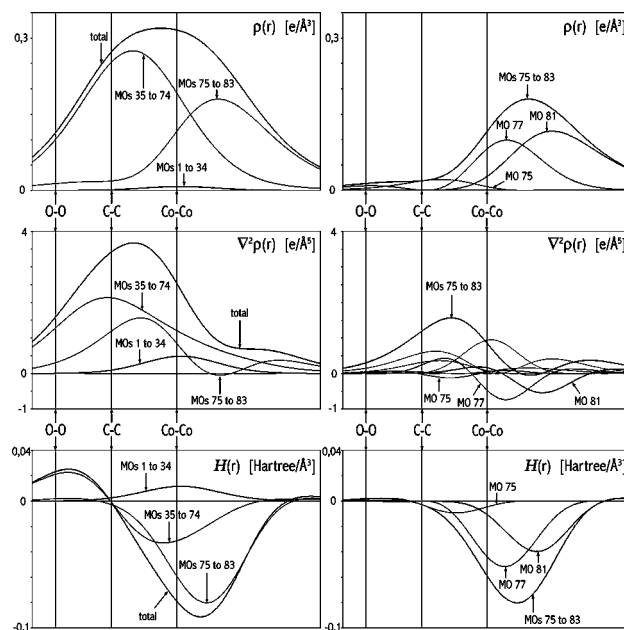 ρ(r) [e/Å³]
0,3
total
MOs 35 to 74
MOs 75 to 83
MOs 1 to 34
0
ρ(r) [e/Å³]
0,3
MOs 75 to 83
MO 77
MO 81
MO 75
0
O-O
C-C
Co-Co
O-O
C-C
Co-Co
∇²ρ(r) [e/Å⁵]
4
MOs 35 to 74
total
MOs 1 to 34
MOs 75 to 83
0
-1
∇²ρ(r) [e/Å⁵]
4
MOs 75 to 83
MO 75
MO 77
MO 81
0
-1
O-O
C-C
Co-Co
O-O
C-C
Co-Co
H(r) [Hartree/Å³]
0,04
MOs 1 to 34
0
MOs 35 to 74
MOs 75 to 83
total
-0.1
H(r) [Hartree/Å³]
0,04
MO 75
0
MO 81
MO 77
MOs 75 to 83
-0.1